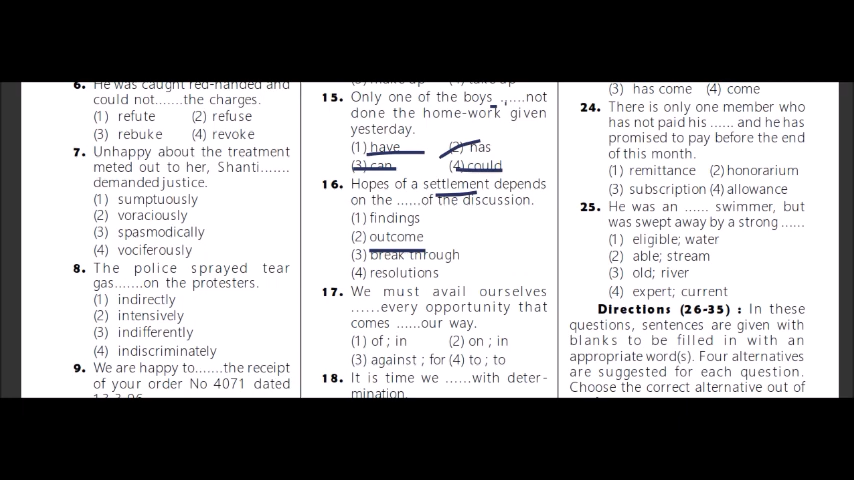 6. He was caught red-handed and
could not.......the charges.
(1) refute (2) refuse
(3) rebuke (4) revoke
7. Unhappy about the treatment
meted out to her, Shanti.......
demanded justice.
(1) sumptuously
(2) voraciously
(3) spasmodically
(4) vociferously
8. The police sprayed tear
gas.......on the protesters.
(1) indirectly
(2) intensively
(3) indifferently
(4) indiscriminately
9. We are happy to.......the receipt
of your order No 4071 dated
15. Only one of the boys .......not
done the home-work given
yesterday.
(1) have (2) has
(3) can (4) could
16. Hopes of a settlement depends
on the ......of the discussion.
(1) findings
(2) outcome
(3) break through
(4) resolutions
17. We must avail ourselves
......every opportunity that
comes ......our way.
(1) of ; in (2) on ; in
(3) against ; for (4) to ; to
18. It is time we ......with deter-
mination.
(3) has come (4) come
24. There is only one member who
has not paid his ...... and he has
promised to pay before the end
of this month.
(1) remittance (2) honorarium
(3) subscription (4) allowance
25. He was an ...... swimmer, but
was swept away by a strong ......
(1) eligible; water
(2) able; stream
(3) old; river
(4) expert; current
Directions (26-35) : In these
questions, sentences are given with
blanks to be filled in with an
appropriate word(s). Four alternatives
are suggested for each question.
Choose the correct alternative out of